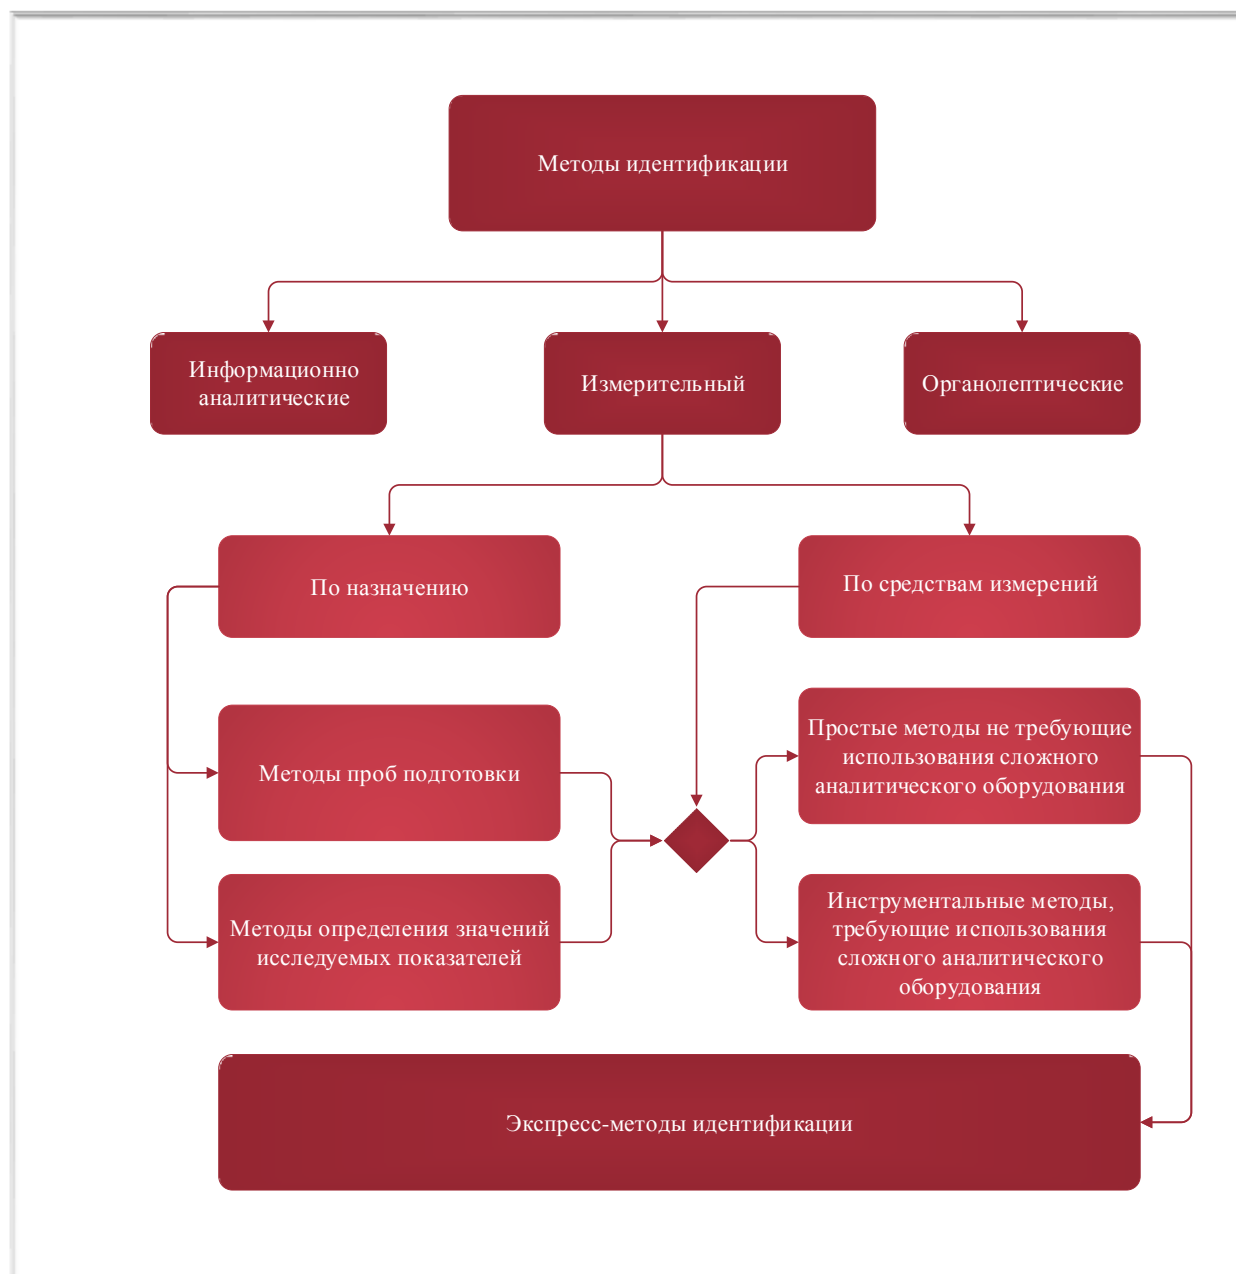 Методы идентификации
Информационно
аналитические
Измерительный
Органолептические
По назначению
По средствам измерений
Методы проб подготовки
Простые методы не требующие
использования сложного
аналитического оборудования
Методы определения значений
исследуемых показателей
Инструментальные методы,
требующие использования
сложного аналитического
оборудования
Экспресс-методы идентификации